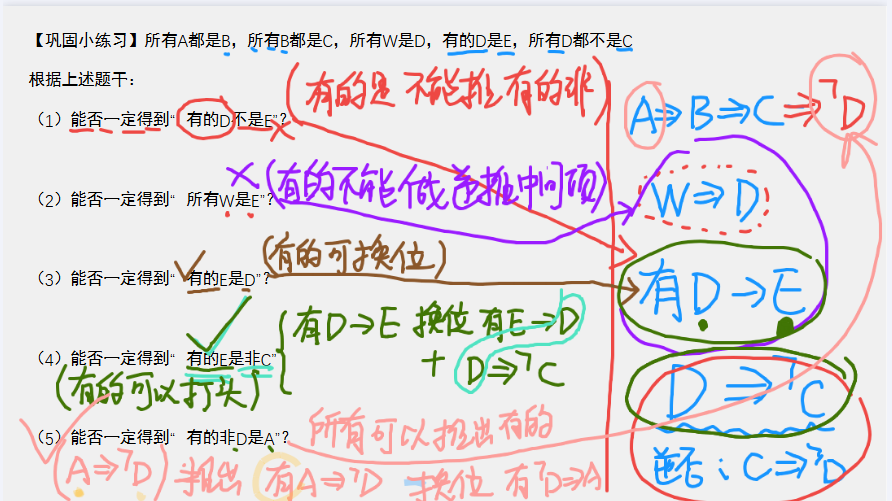 【巩固小练习】所有A都是B，所有B都是C，所有W是D，有的D是E，所有D都不是C
根据上述题干：
（1）能否一定得到“ 有的D不是E”？
(有的是 不能推 有的非)
A⇒B⇒C⇒¬D
（2）能否一定得到“ 所有W是E”？
(有的不能做递推中间项)
W⇒D
（3）能否一定得到“ 有的E是D”？
(有的可换位)
有D→E
有D→E 换位 有E→D
+ D⇒¬C
（4）能否一定得到“ 有的E是非C”
(有的可以打头)
D⇒¬C
（5）能否一定得到“ 有的非D是A”？
所有可以推出有的
逆否：C⇒¬D
(A⇒¬D) 推出 有A⇒¬D 换位 有¬D⇒A